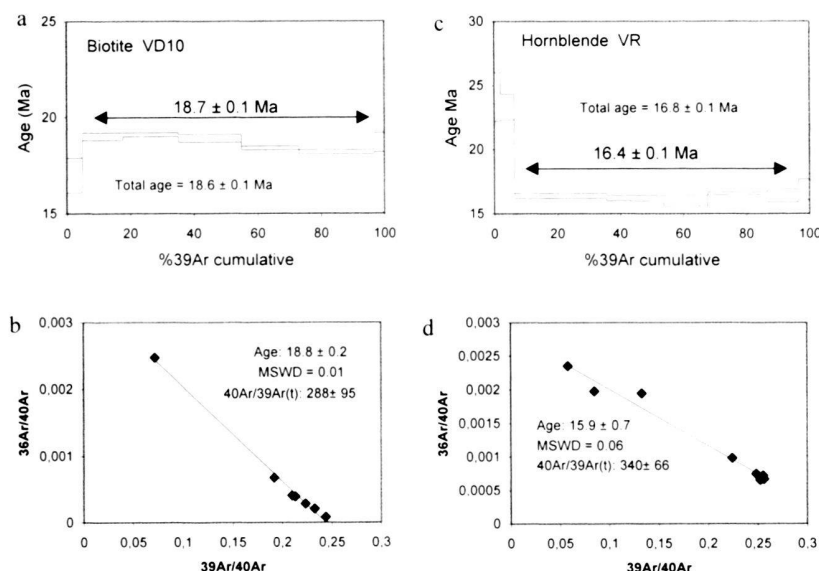 a
Biotite VD10
Age (Ma)
25
20
15
18.7 ± 0.1 Ma
Total age = 18.6 ± 0.1 Ma
0 20 40 60 80 100
%39Ar cumulative
c
Hornblende VR
Age Ma
30
25
20
15
Total age = 16.8 ± 0.1 Ma
16.4 ± 0.1 Ma
0 20 40 60 80 100
%39Ar cumulative
b
36Ar/40Ar
0,003
0,002
0,001
0
Age: 18.8 ± 0.2
MSWD = 0.01
40Ar/39Ar(t): 288± 95
0 0,05 0,1 0,15 0,2 0,25 0,3
39Ar/40Ar
d
36Ar/40Ar
0,003
0,0025
0,002
0,0015
0,001
0,0005
0
Age: 15.9 ± 0.7
MSWD = 0.06
40Ar/39Ar(t): 340± 66
0 0,05 0,1 0,15 0,2 0,25 0,3
39Ar/40Ar